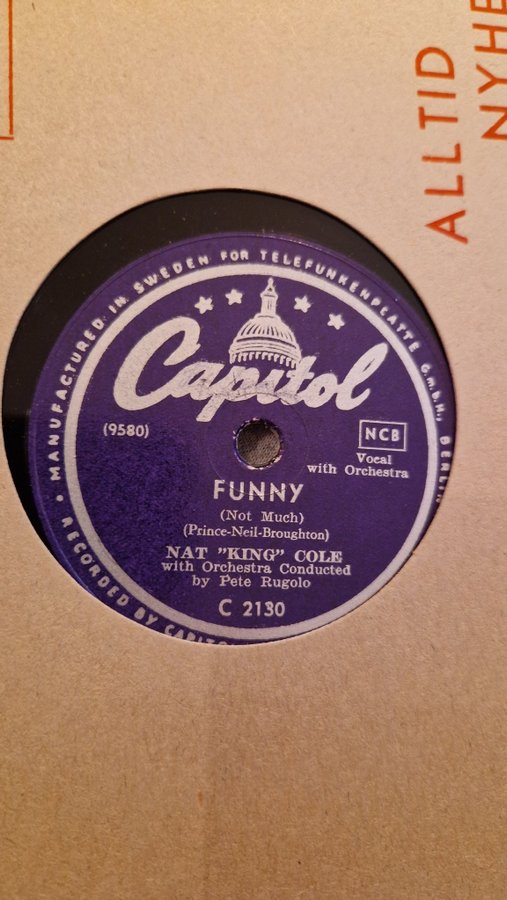 ALLTID
NYHE
MANUFACTURED IN SWEDEN FOR TELEFUNKENPLATTE G.m.b.H., BERLIN
Capitol
(9580)
NCB
Vocal
with Orchestra
FUNNY
(Not Much)
(Prince-Neil-Broughton)
NAT "KING" COLE
with Orchestra Conducted
by Pete Rugolo
C 2130
RECORDED BY CAPITOL